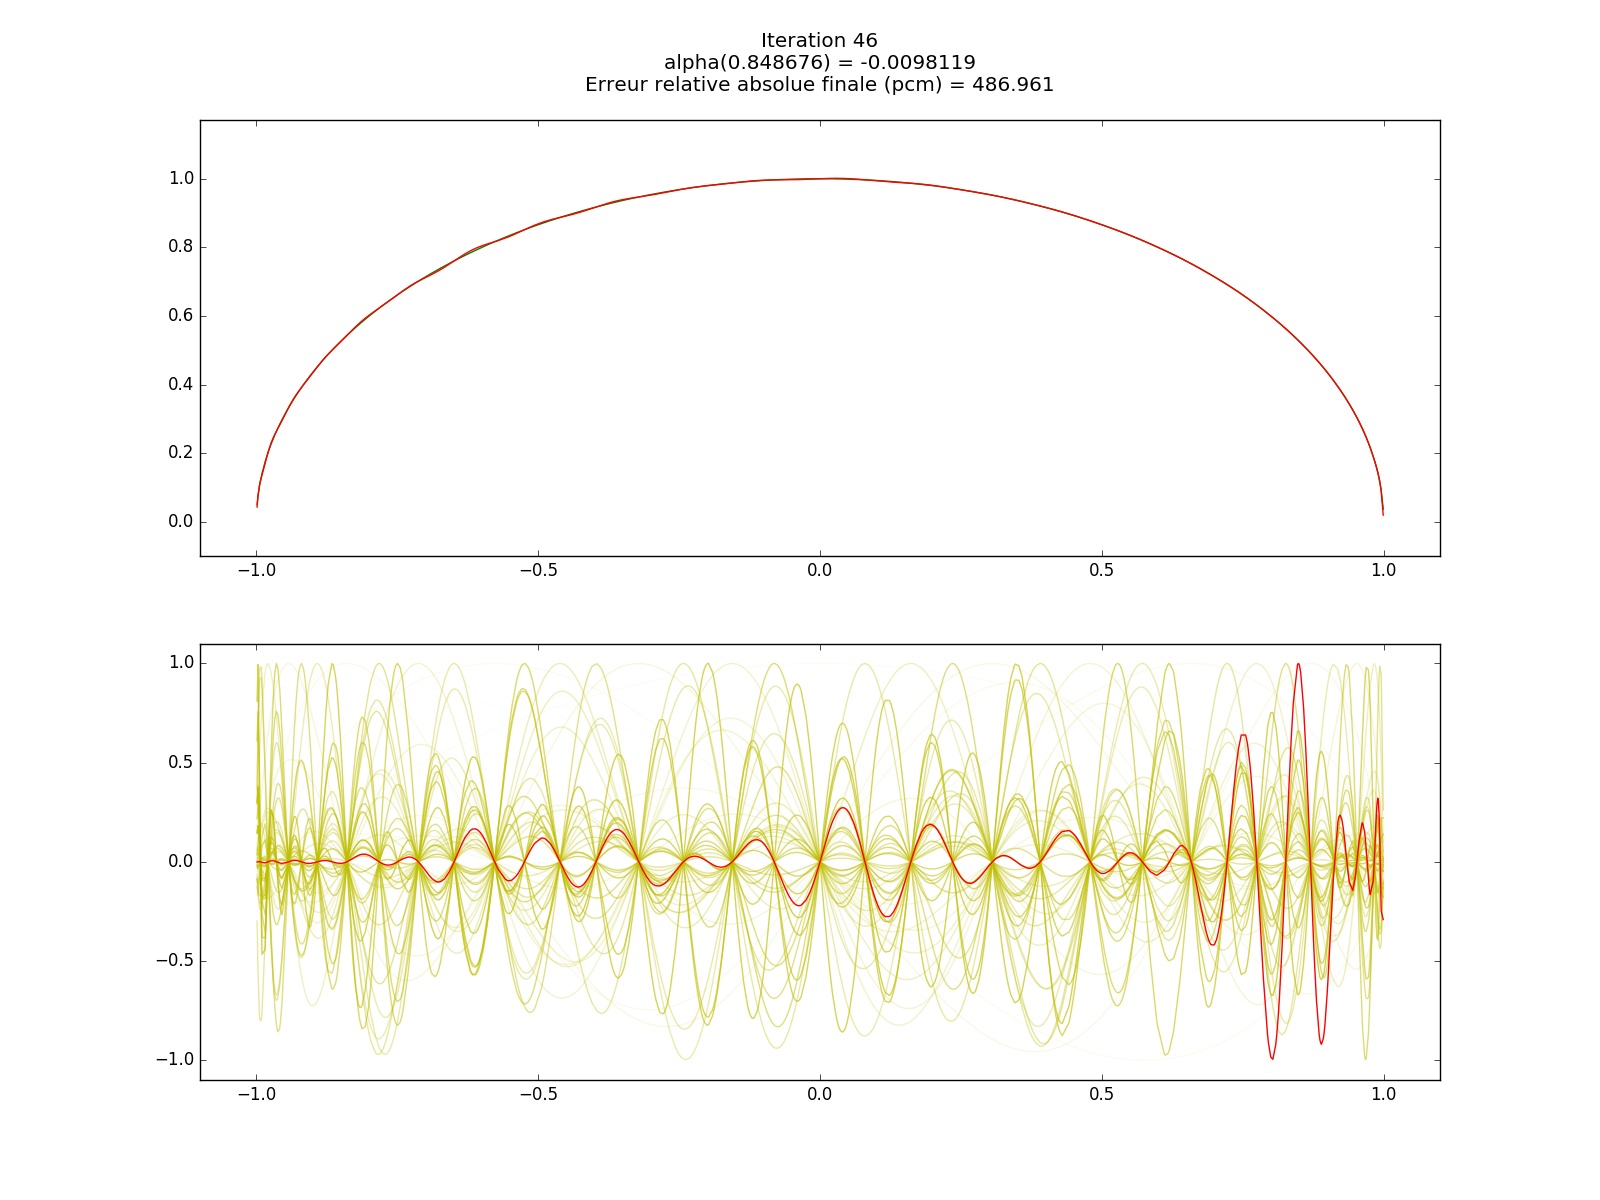 Iteration 46
alpha(0.848676) = -0.0098119
Erreur relative absolue finale (pcm) = 486.961
1.0
0.8
0.6
0.4
0.2
0.0
−1.0 −0.5 0.0 0.5 1.0
1.0
0.5
0.0
−0.5
−1.0
−1.0 −0.5 0.0 0.5 1.0